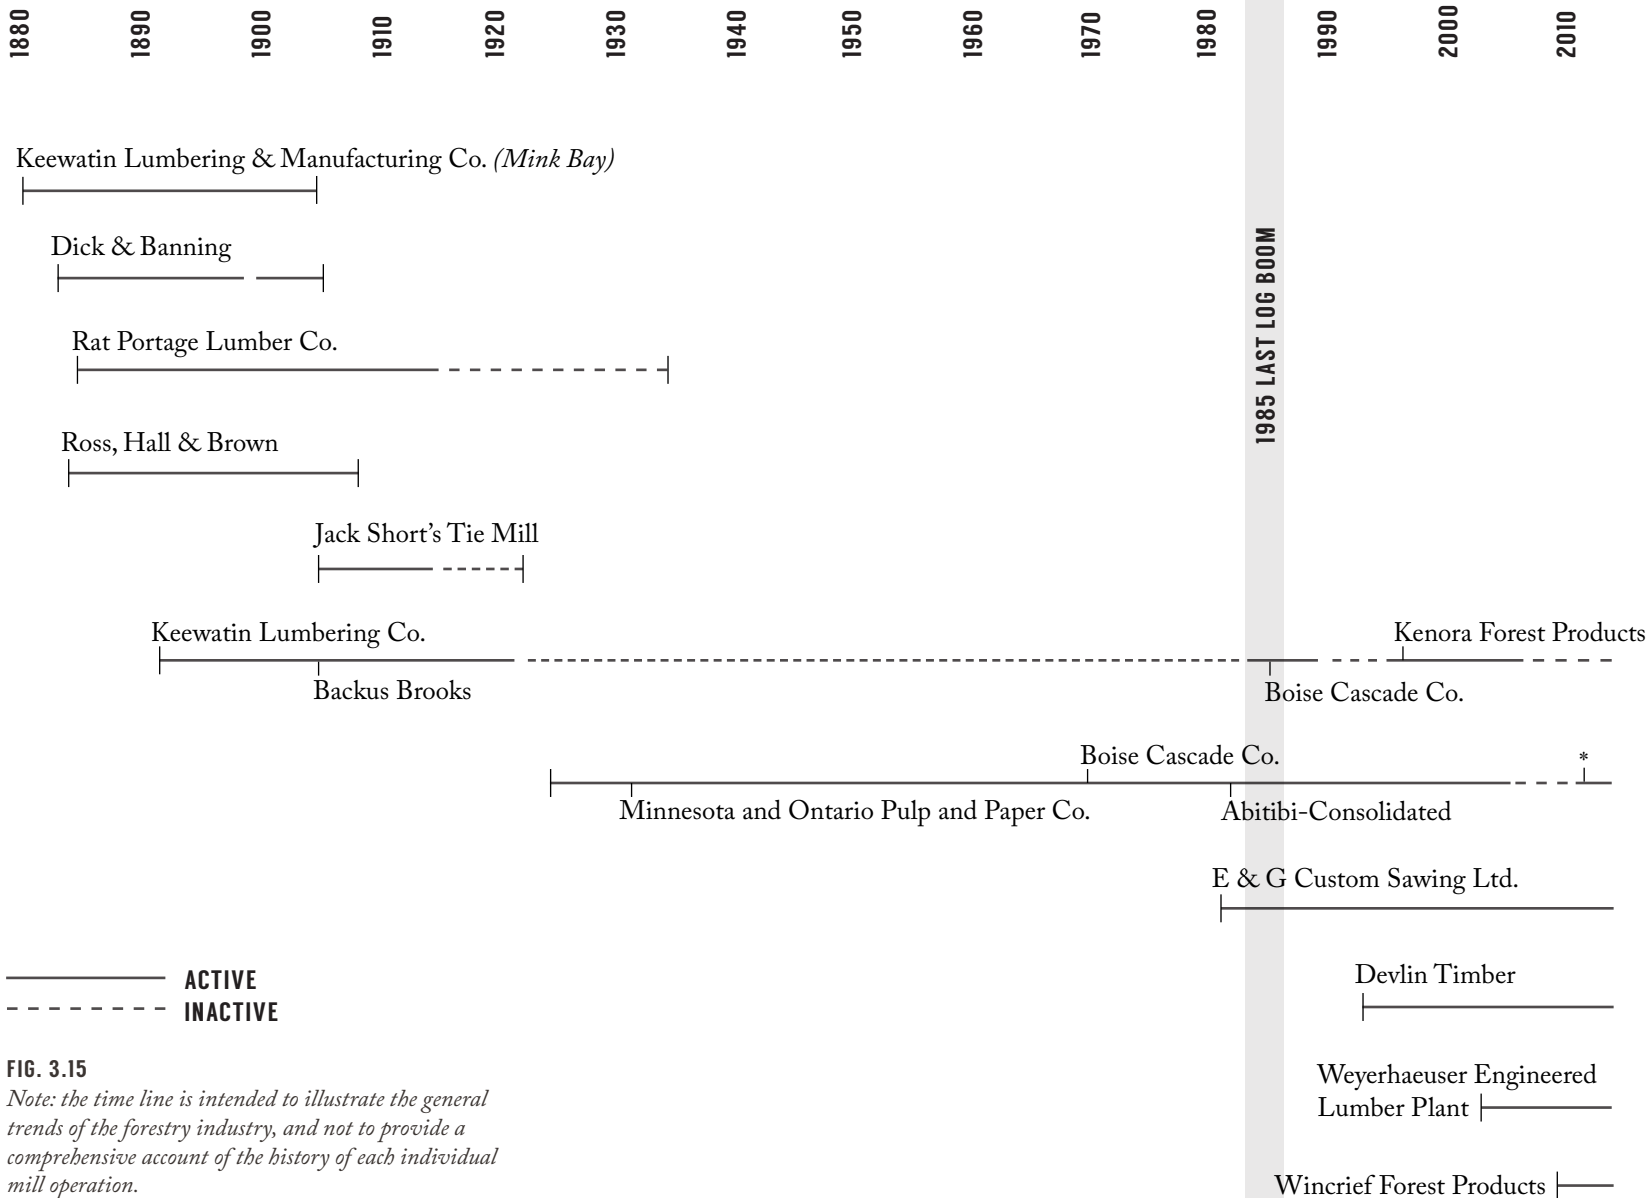 1880 1890 1900 1910 1920 1930 1940 1950 1960 1970 1980 1990 2000 2010
Keewatin Lumbering & Manufacturing Co. (Mink Bay)
Dick & Banning
1985 LAST LOG BOOM
Rat Portage Lumber Co.
Ross, Hall & Brown
Jack Short’s Tie Mill
Keewatin Lumbering Co.
Kenora Forest Products
Backus Brooks
Boise Cascade Co.
Boise Cascade Co.
*
Minnesota and Ontario Pulp and Paper Co.
Abitibi-Consolidated
E & G Custom Sawing Ltd.
Devlin Timber
ACTIVE
INACTIVE
Weyerhaeuser Engineered
Lumber Plant
Wincrief Forest Products
FIG. 3.15
Note: the time line is intended to illustrate the general
trends of the forestry industry, and not to provide a
comprehensive account of the history of each individual
mill operation.